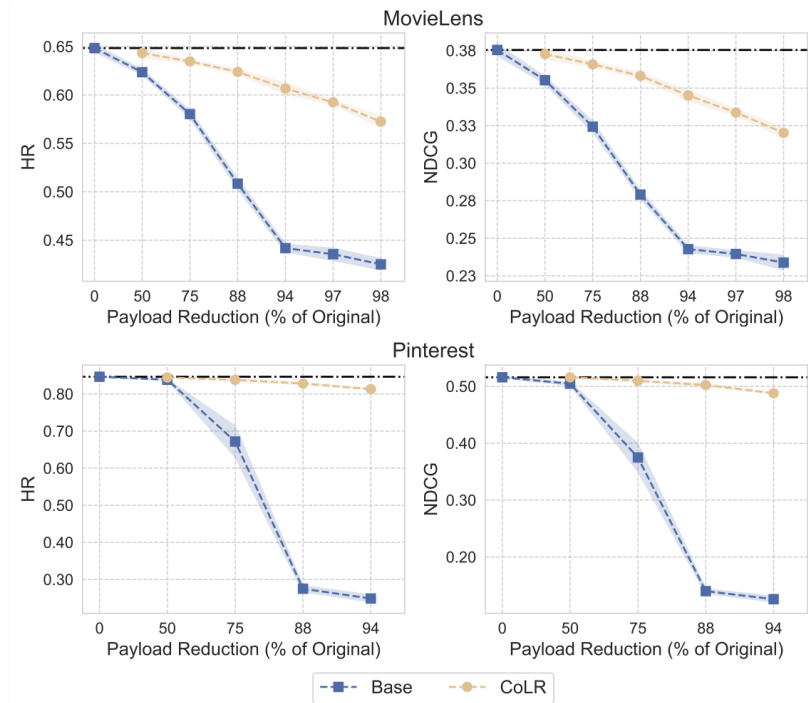 MovieLens
HR
0.65
0.60
0.55
0.50
0.45
0 50 75 88 94 97 98
Payload Reduction (% of Original)
NDCG
0.38
0.35
0.33
0.30
0.28
0.25
0.23
0 50 75 88 94 97 98
Payload Reduction (% of Original)
Pinterest
HR
0.80
0.70
0.60
0.50
0.40
0.30
0 50 75 88 94
Payload Reduction (% of Original)
NDCG
0.50
0.40
0.30
0.20
0 50 75 88 94
Payload Reduction (% of Original)
Base CoLR